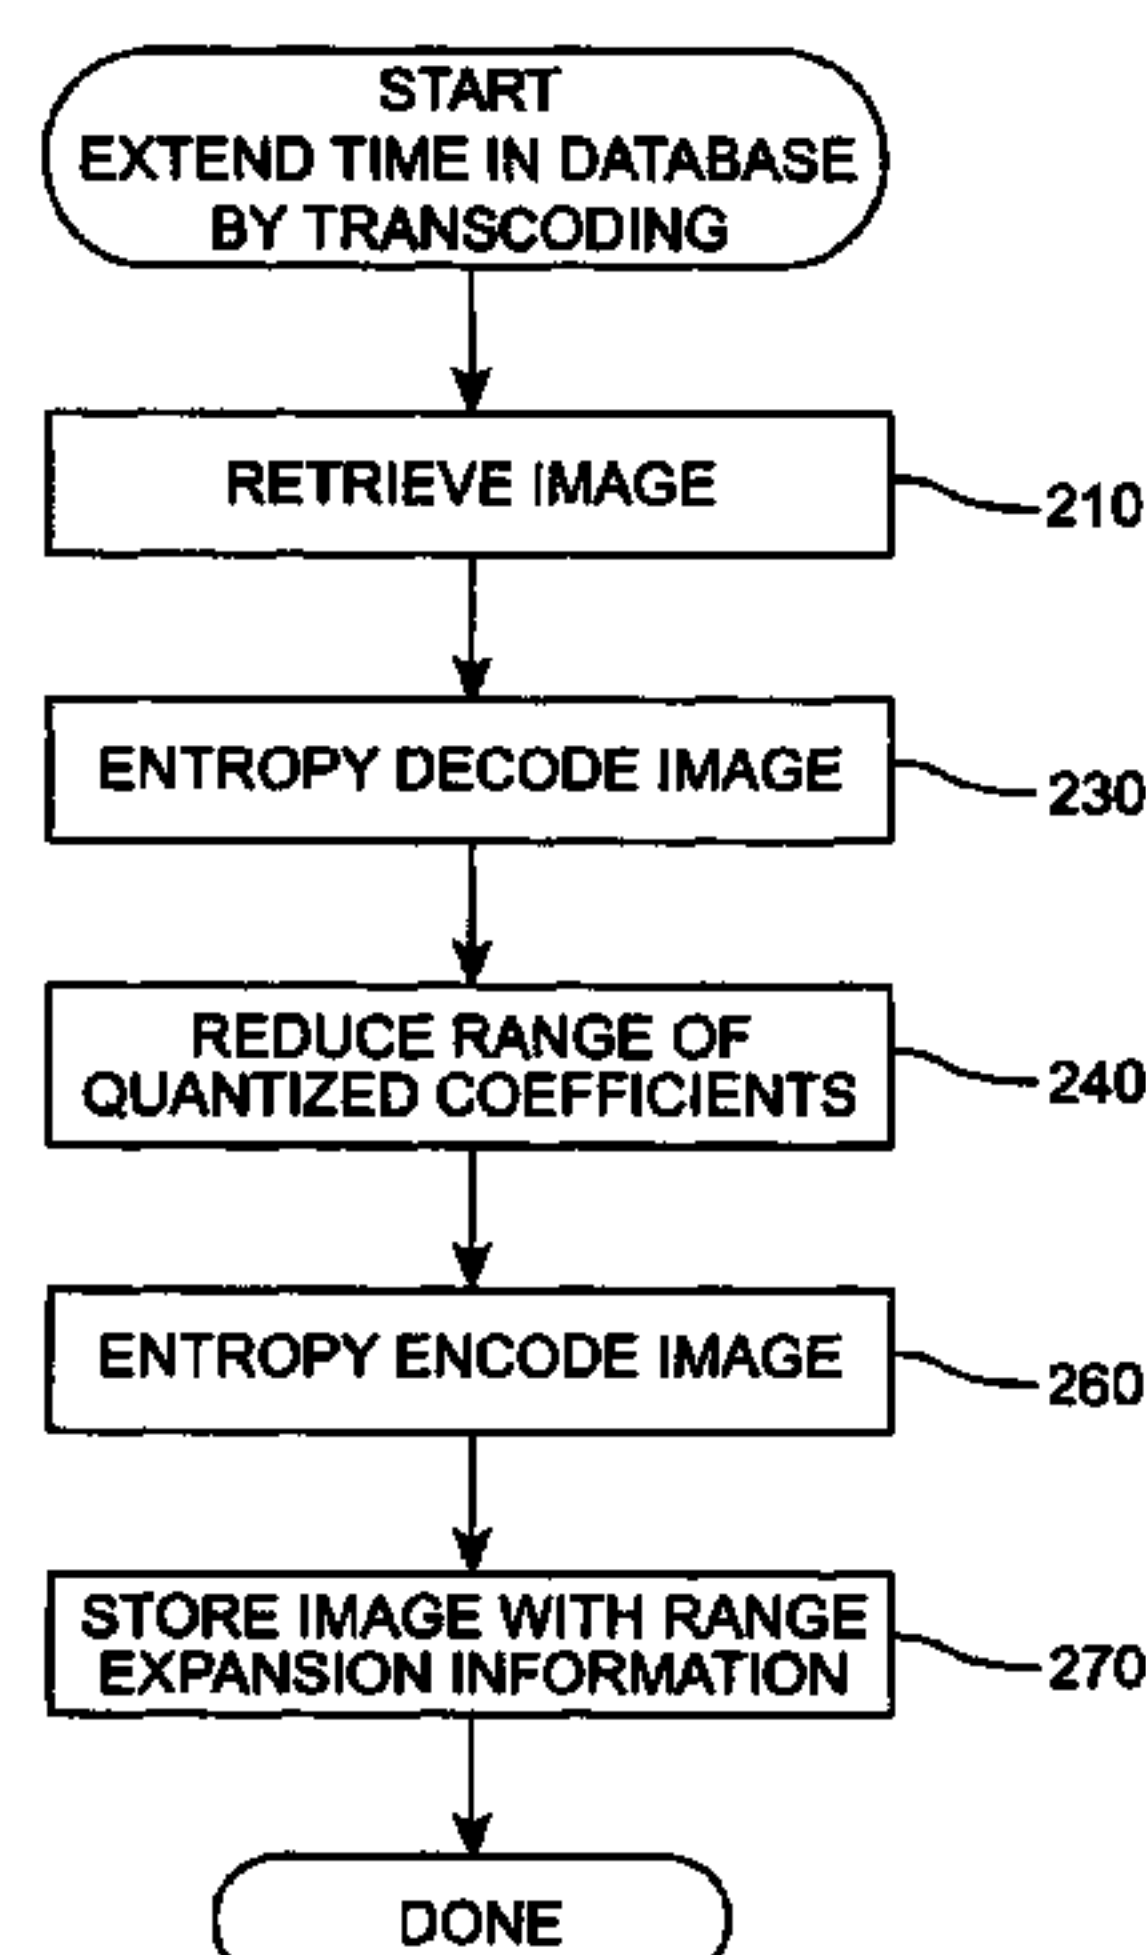 START
EXTEND TIME IN DATABASE
BY TRANSCODING
RETRIEVE IMAGE
210
ENTROPY DECODE IMAGE
230
REDUCE RANGE OF
QUANTIZED COEFFICIENTS
240
ENTROPY ENCODE IMAGE
260
STORE IMAGE WITH RANGE
EXPANSION INFORMATION
270
DONE